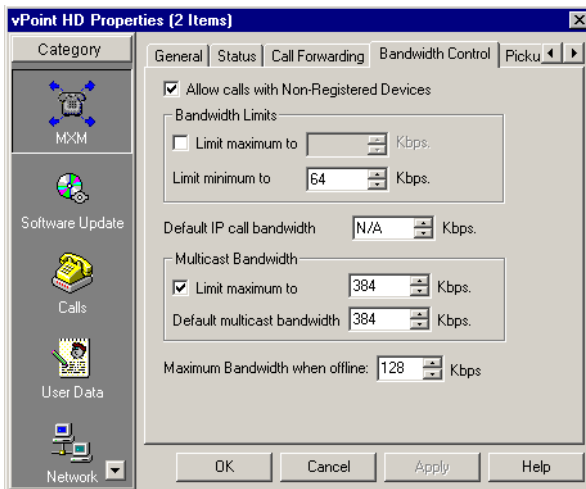 vPoint HD Properties (2 Items)
Category
MXM
Software Update
Calls
User Data
Network
General Status Call Forwarding Bandwidth Control Picku
Allow calls with Non-Registered Devices
Bandwidth Limits
Limit maximum to Kbps.
Limit minimum to 64 Kbps.
Default IP call bandwidth N/A Kbps.
Multicast Bandwidth
Limit maximum to 384 Kbps.
Default multicast bandwidth 384 Kbps.
Maximum Bandwidth when offline: 128 Kbps
OK Cancel Apply Help